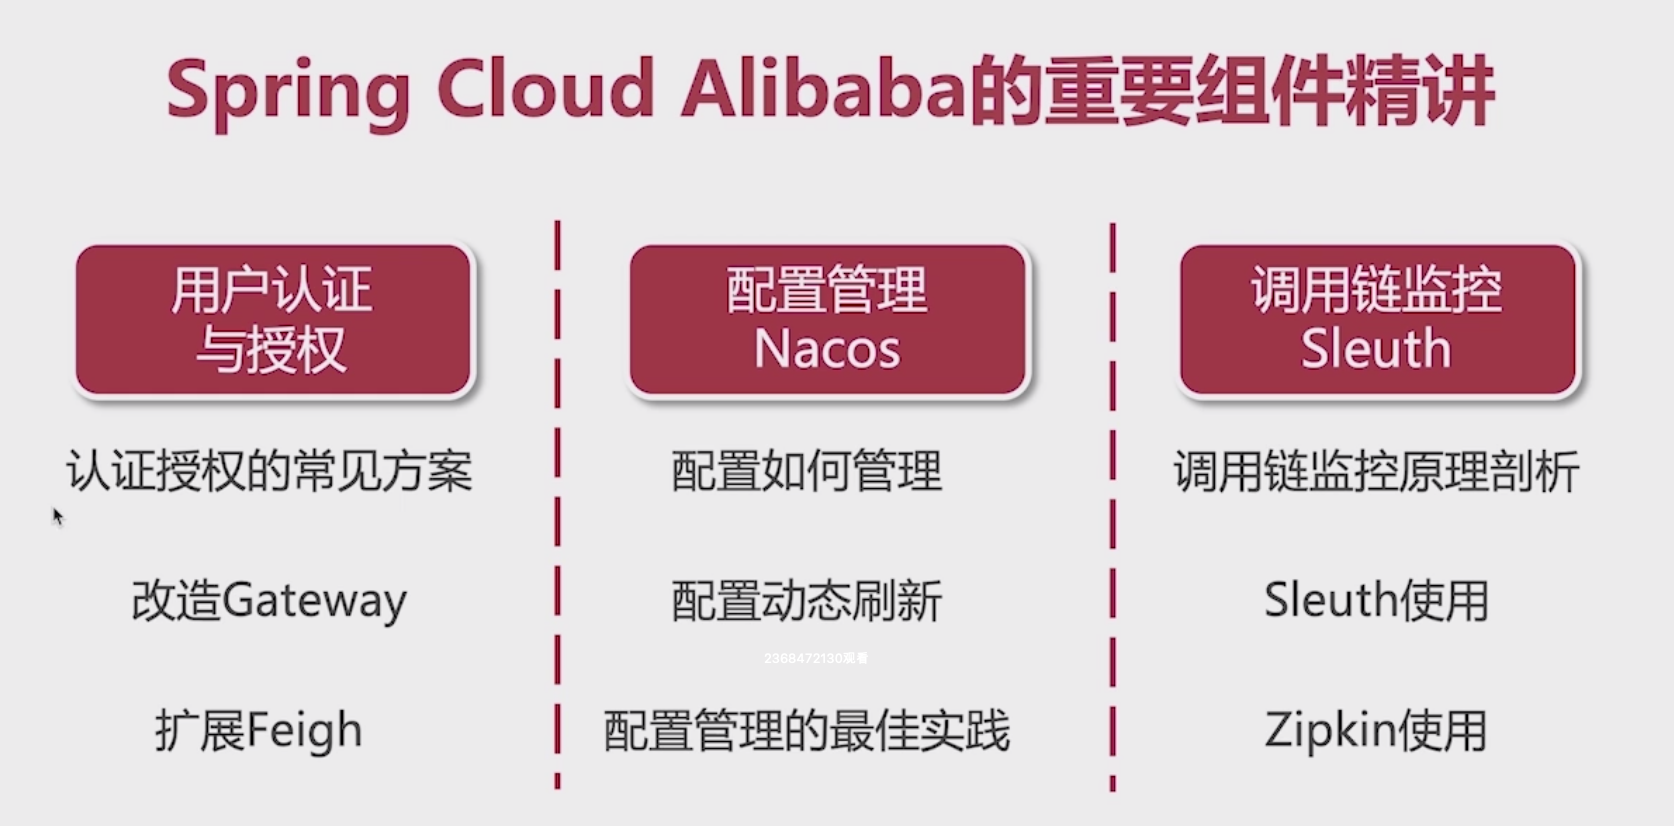 Spring Cloud Alibaba的重要组件精讲
用户认证
与授权
认证授权的常见方案
改造Gateway
扩展Feigh
配置管理
Nacos
配置如何管理
配置动态刷新
2368472130观看
配置管理的最佳实践
调用链监控
Sleuth
调用链监控原理剖析
Sleuth使用
Zipkin使用